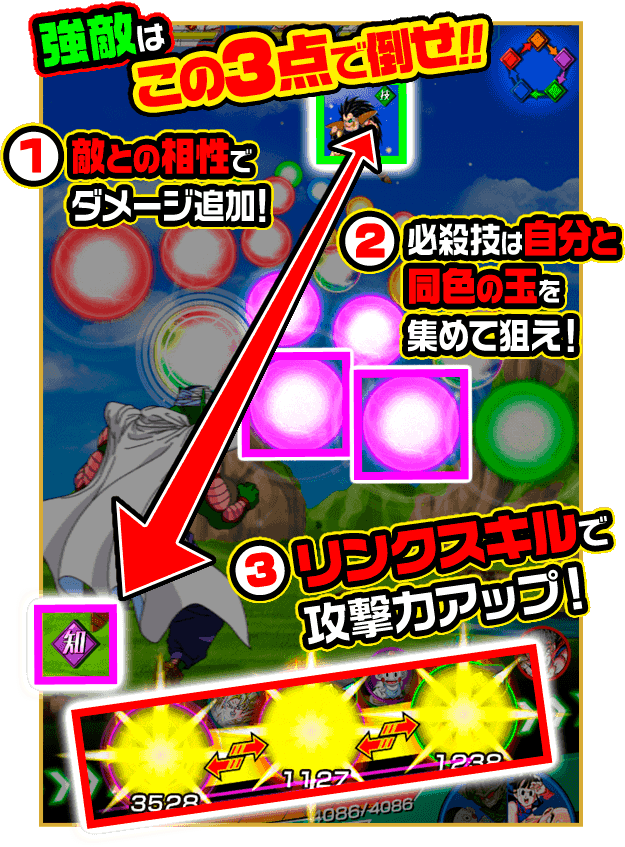 強敵は
この3点で倒せ!!
技
1 敵との相性で
ダメージ追加!
2 必殺技は自分と
同色の玉を
集めて狙え!
3 リンクスキルで
攻撃力アップ!
知
3528
1127
1238
4086/4086